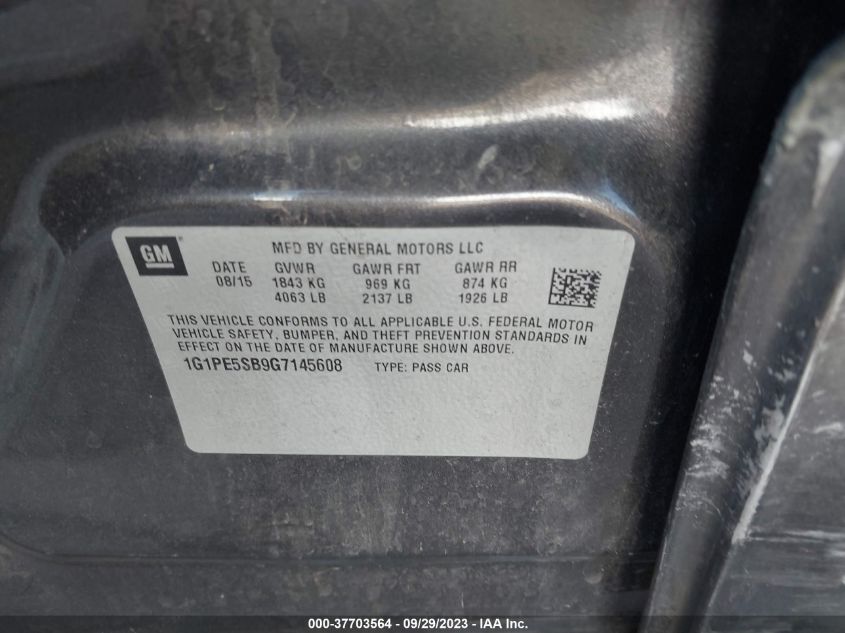 GM
MFD BY GENERAL MOTORS LLC
DATE GVWR GAWR FRT GAWR RR
08/15 1843 KG 969 KG 874 KG
4063 LB 2137 LB 1926 LB
THIS VEHICLE CONFORMS TO ALL APPLICABLE U.S. FEDERAL MOTOR
VEHICLE SAFETY, BUMPER, AND THEFT PREVENTION STANDARDS IN
EFFECT ON THE DATE OF MANUFACTURE SHOWN ABOVE.
1G1PE5SB9G7145608 TYPE: PASS CAR
000-37703564 - 09/29/2023 - IAA Inc.